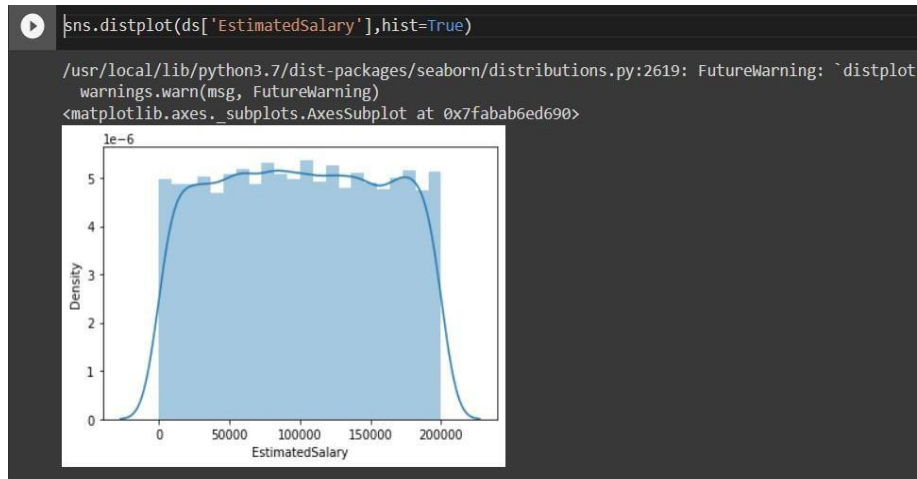 sns.distplot(ds['EstimatedSalary'],hist=True)
/usr/local/lib/python3.7/dist-packages/seaborn/distributions.py:2619: FutureWarning: `distplot
warnings.warn(msg, FutureWarning)
<matplotlib.axes._subplots.AxesSubplot at 0x7fabab6ed690>
1e−6
5
4
3
2
1
0
Density
0 50000 100000 150000 200000
EstimatedSalary